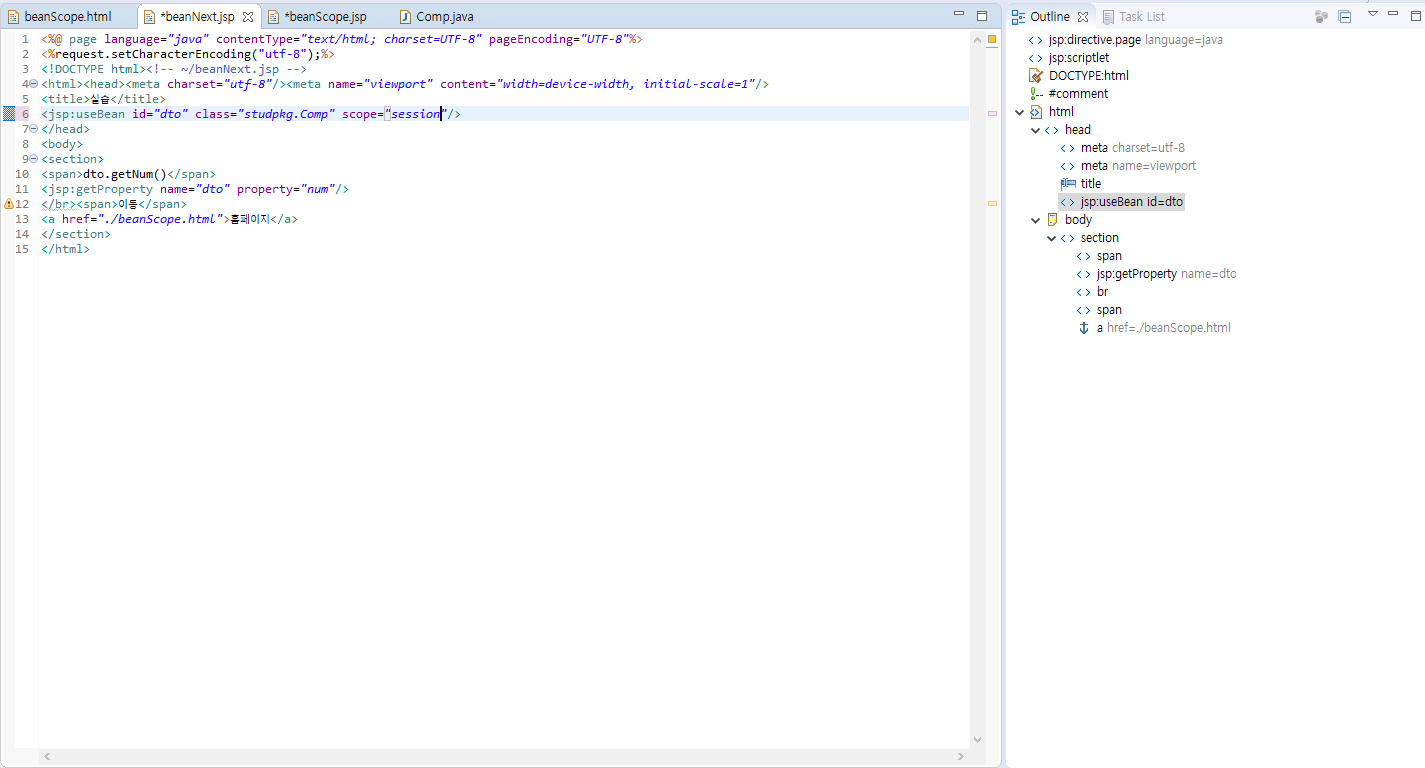 beanScope.html *beanNext.jsp *beanScope.jsp Comp.java
1 <%@ page language="java" contentType="text/html; charset=UTF-8" pageEncoding="UTF-8"%>
2 <%request.setCharacterEncoding("utf-8");%>
3 <!DOCTYPE html><!-- ~/beanNext.jsp -->
4 <html><head><meta charset="utf-8"/><meta name="viewport" content="width=device-width, initial-scale=1"/>
5 <title>실습</title>
6 <jsp:useBean id="dto" class="studpkg.Comp" scope="session"/>
7 </head>
8 <body>
9 <section>
10 <span>dto.getNum()</span>
11 <jsp:getProperty name="dto" property="num"/>
12 </br><span>이동</span>
13 <a href="./beanScope.html">홈페이지</a>
14 </section>
15 </html>
Outline Task List
jsp:directive.page language=java
jsp:scriptlet
DOCTYPE:html
#comment
html
head
meta charset=utf-8
meta name=viewport
title
jsp:useBean id=dto
body
section
span
jsp:getProperty name=dto
br
span
a href=./beanScope.html